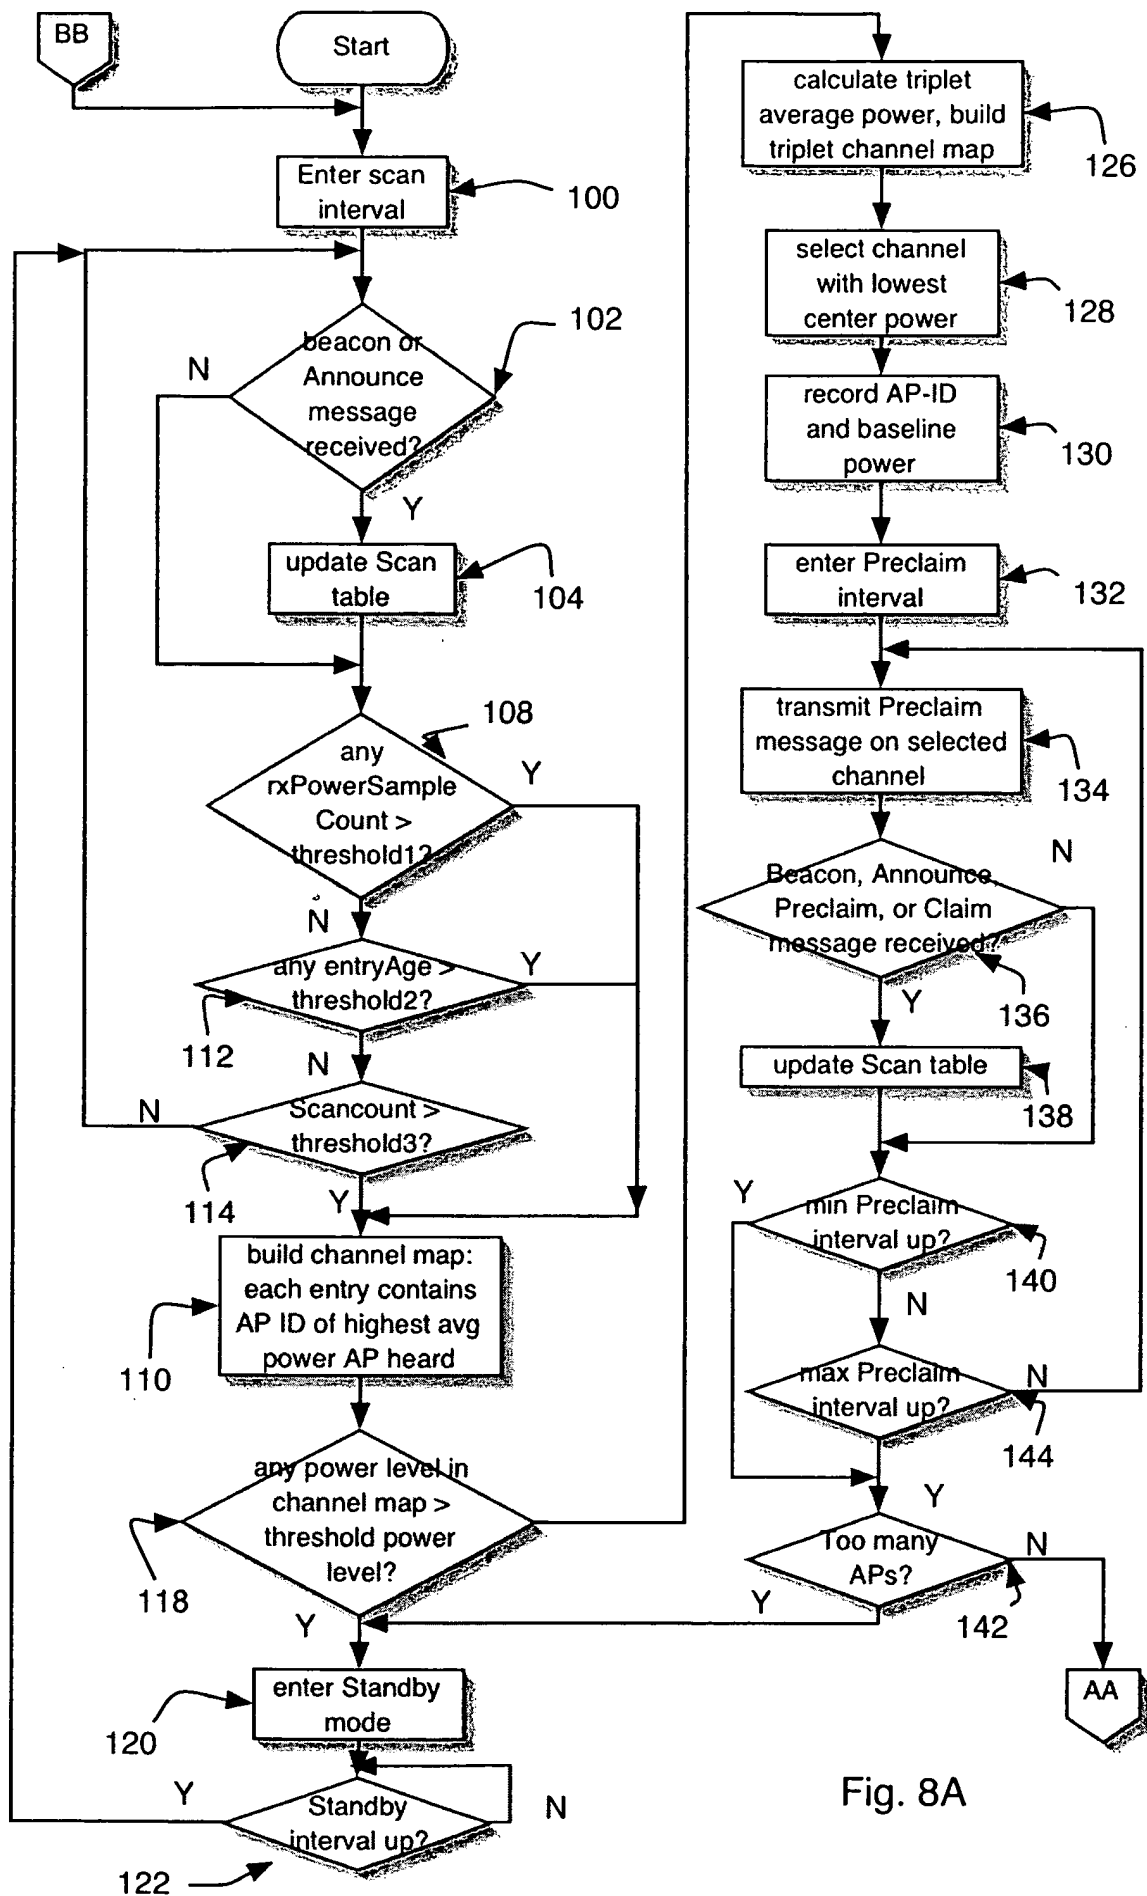 BB
Start
Enter scan
interval
100
beacon or
Announce
message
received?
102
N
Y
update Scan
table
104
any
rxPowerSample
Count >
threshold1?
108
Y
N
any entryAge >
threshold2?
Y
112
N
Scancount >
threshold3?
N
114
Y
build channel map:
each entry contains
AP ID of highest avg
power AP heard
110
any power level in
channel map >
threshold power
level?
118
Y
enter Standby
mode
120
Y
Standby
interval up?
N
122
calculate triplet
average power, build
triplet channel map
126
select channel
with lowest
center power
128
record AP-ID
and baseline
power
130
enter Preclaim
interval
132
transmit Preclaim
message on selected
channel
134
N
Beacon, Announce,
Preclaim, or Claim
message received?
136
Y
update Scan table
138
Y
min Preclaim
interval up?
140
N
max Preclaim
interval up?
N
144
Y
Too many
APs?
N
Y
142
AA
Fig. 8A